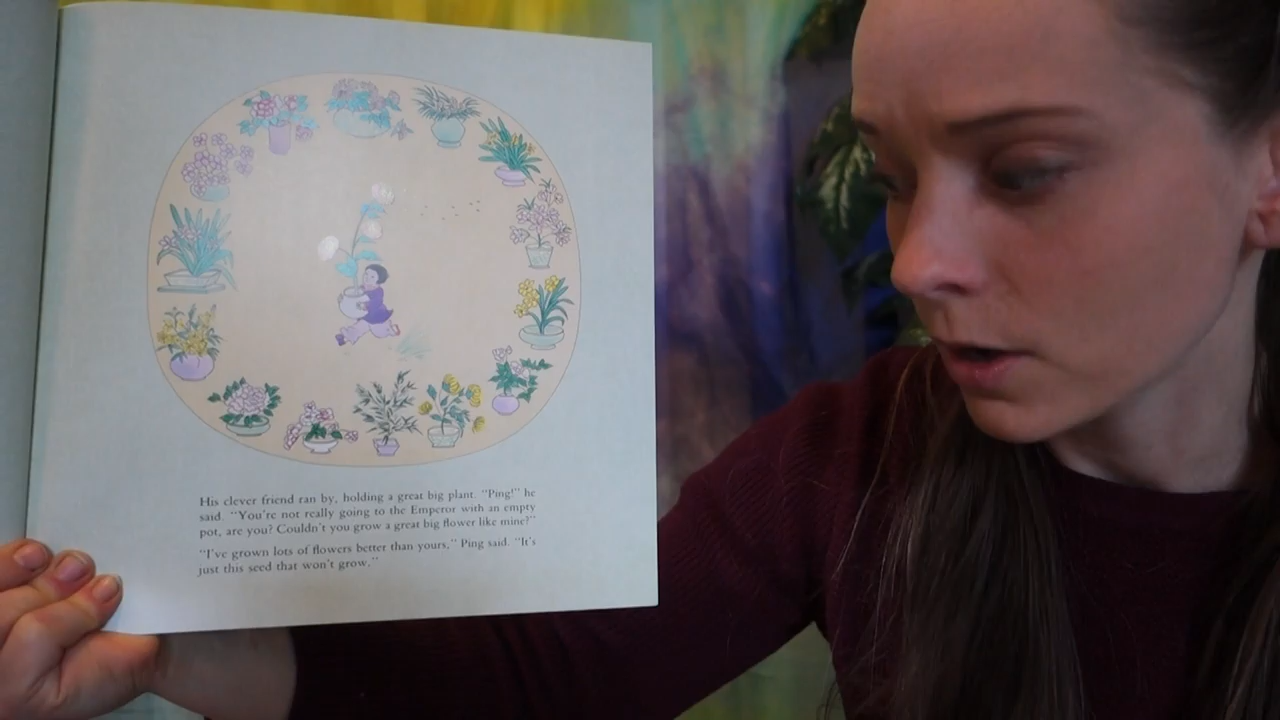 His clever friend ran by, holding a great big plant. "Ping!" he
said. "You're not really going to the Emperor with an empty
pot, are you? Couldn't you grow a great big flower like mine?"
"I've grown lots of flowers better than yours," Ping said. "It's
just this seed that won't grow."